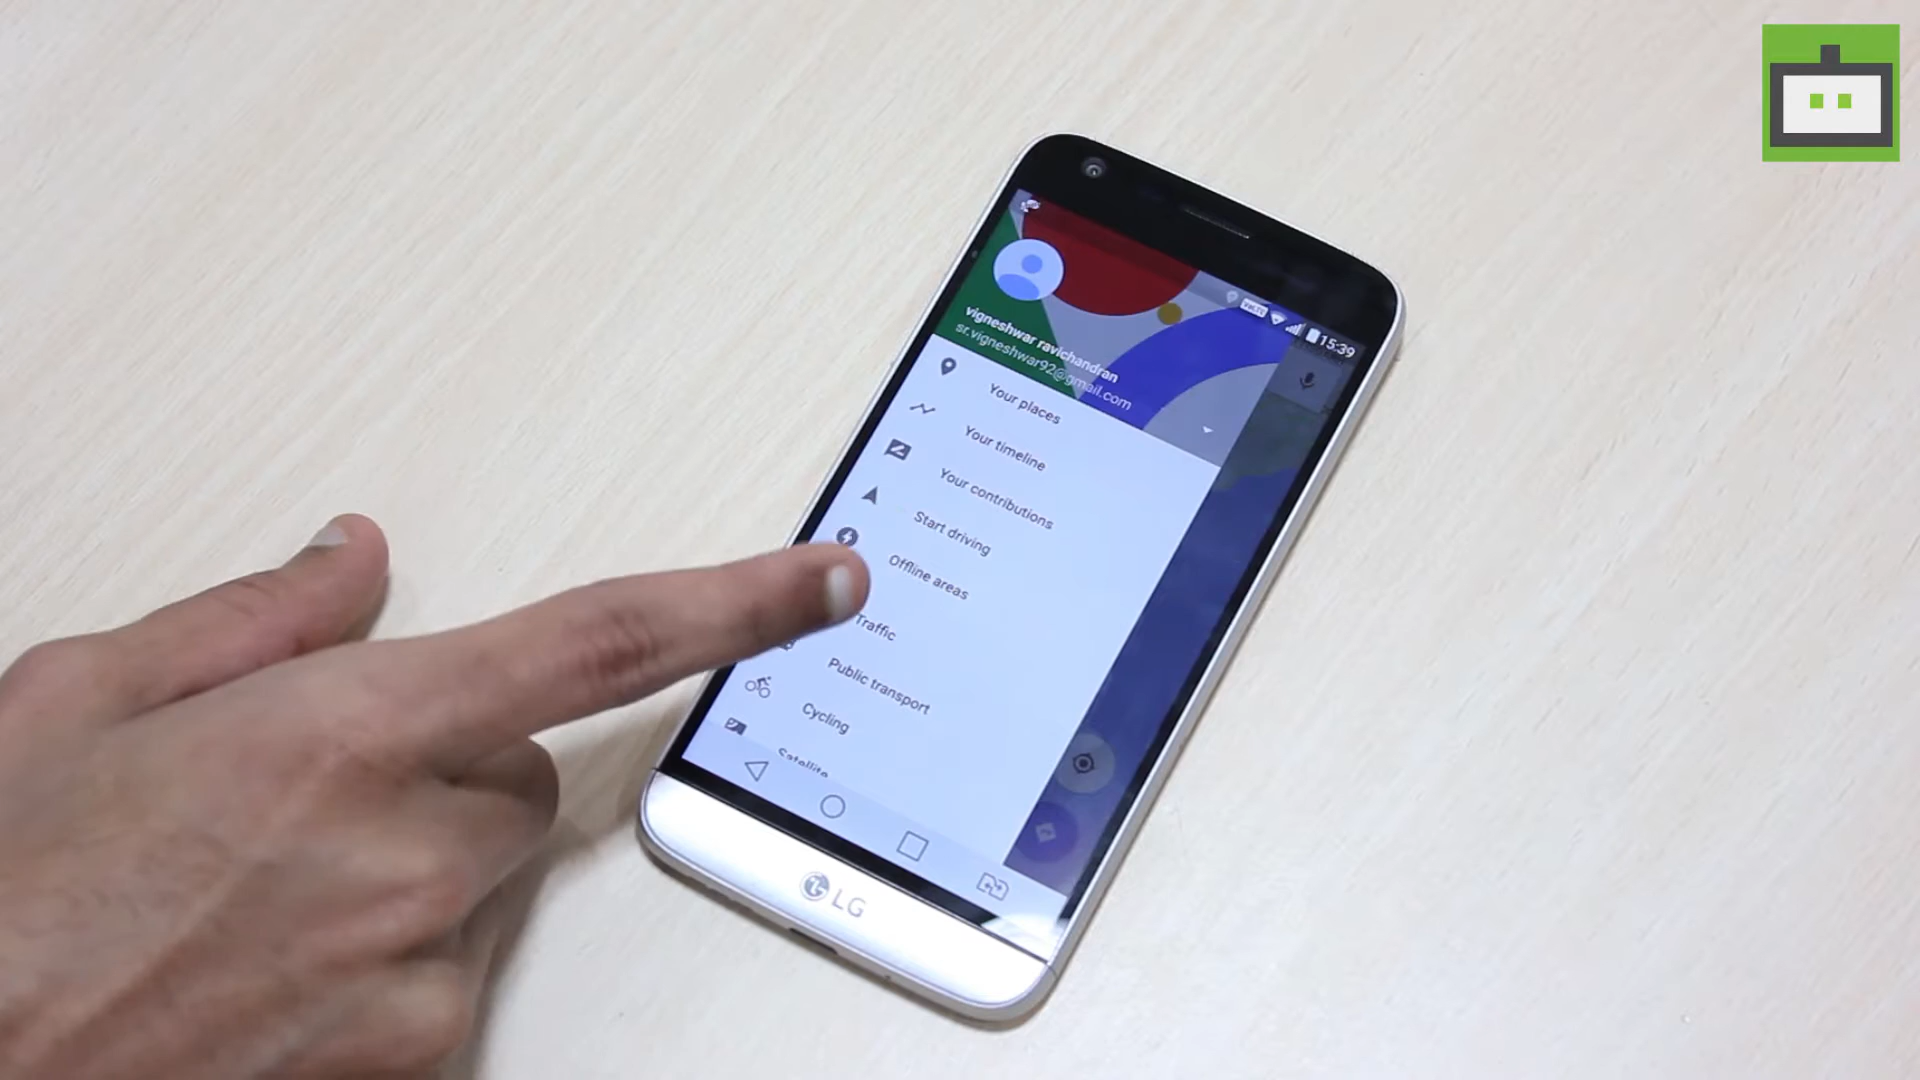 15:39
vigneshwar ravichandran
sr.vigneshwar92@gmail.com
Your places
Your timeline
Your contributions
Start driving
Offline areas
Traffic
Public transport
Cycling
Satellite
LG